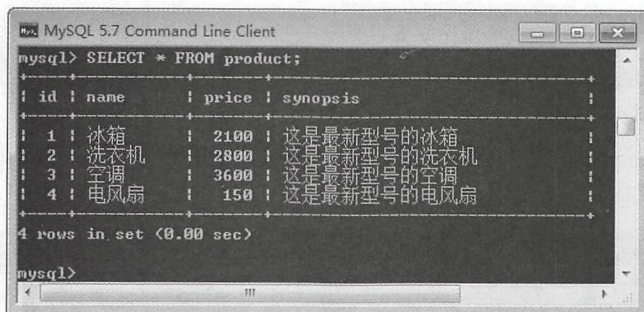 MySQL 5.7 Command Line Client
mysql> SELECT * FROM product;
id name price synopsis
1 冰箱 2100 这是最新型号的冰箱
2 洗衣机 2800 这是最新型号的洗衣机
3 空调 3600 这是最新型号的空调
4 电风扇 150 这是最新型号的电风扇
4 rows in set (0.00 sec)
mysql>